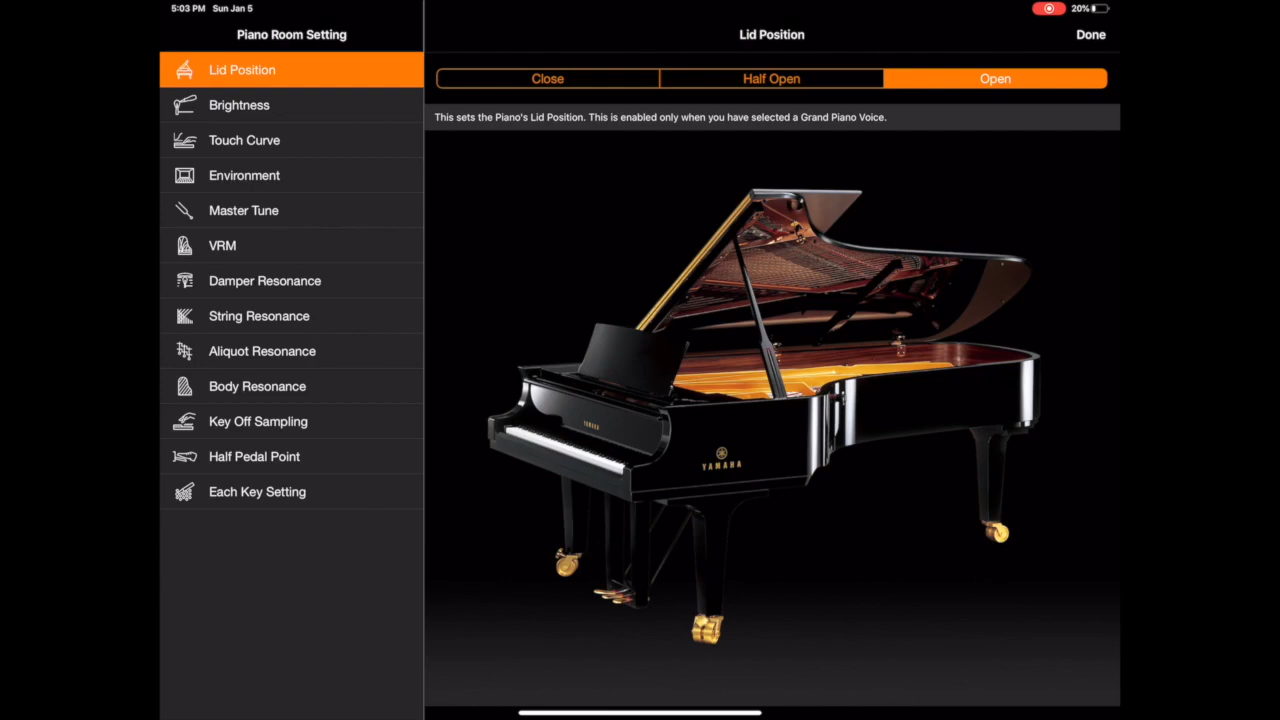 5:03 PM Sun Jan 5
20%
Piano Room Setting
Lid Position
Done
Lid Position
Brightness
Touch Curve
Environment
Master Tune
VRM
Damper Resonance
String Resonance
Aliquot Resonance
Body Resonance
Key Off Sampling
Half Pedal Point
Each Key Setting
Close
Half Open
Open
This sets the Piano's Lid Position. This is enabled only when you have selected a Grand Piano Voice.
YAMAHA
YAMAHA